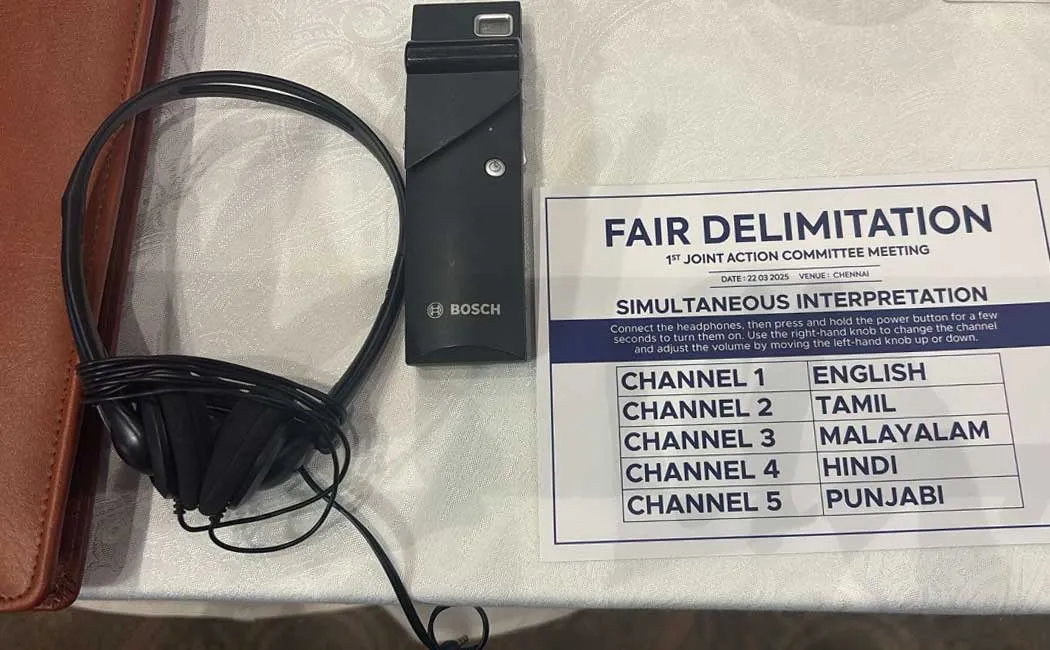 BOSCH
FAIR DELIMITATION
1ST JOINT ACTION COMMITTEE MEETING
DATE : 22 03 2025 VENUE : CHENNAI
SIMULTANEOUS INTERPRETATION
Connect the headphones, then press and hold the power button for a few
seconds to turn them on. Use the right-hand knob to change the channel
and adjust the volume by moving the left-hand knob up or down.
CHANNEL 1 ENGLISH
CHANNEL 2 TAMIL
CHANNEL 3 MALAYALAM
CHANNEL 4 HINDI
CHANNEL 5 PUNJABI